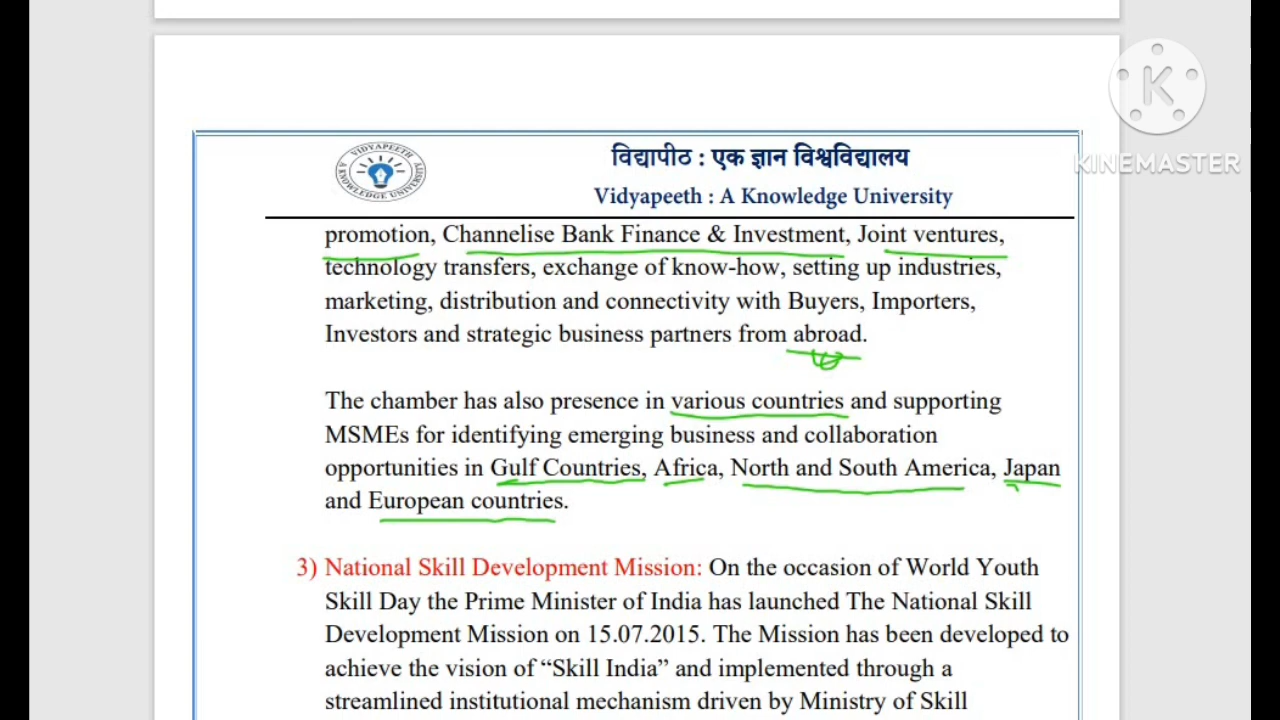 KINEMASTER
VIDYAPEETH
A KNOWLEDGE UNIVERSITY
विद्यापीठ : एक ज्ञान विश्वविद्यालय
Vidyapeeth : A Knowledge University
promotion, Channelise Bank Finance & Investment, Joint ventures,
technology transfers, exchange of know-how, setting up industries,
marketing, distribution and connectivity with Buyers, Importers,
Investors and strategic business partners from abroad.
The chamber has also presence in various countries and supporting
MSMEs for identifying emerging business and collaboration
opportunities in Gulf Countries, Africa, North and South America, Japan
and European countries.
3) National Skill Development Mission: On the occasion of World Youth
Skill Day the Prime Minister of India has launched The National Skill
Development Mission on 15.07.2015. The Mission has been developed to
achieve the vision of “Skill India” and implemented through a
streamlined institutional mechanism driven by Ministry of Skill